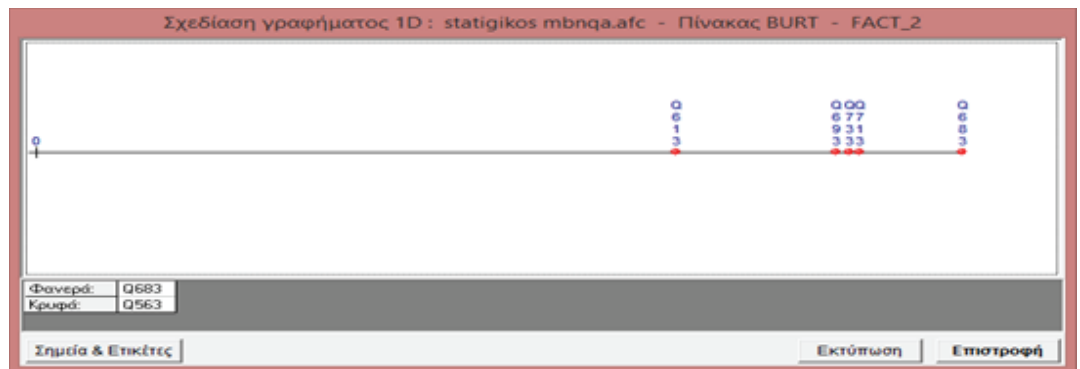 Σχεδίαση γραφήματος 1D : statigikos mbnqa.afc - Πίνακας BURT - FACT_2
0
Q613
Q693
Q733
Q713
Q683
Φανερά: Q683
Κρυφά: Q563
Σημεία & Ετικέτες
Εκτύπωση
Επιστροφή